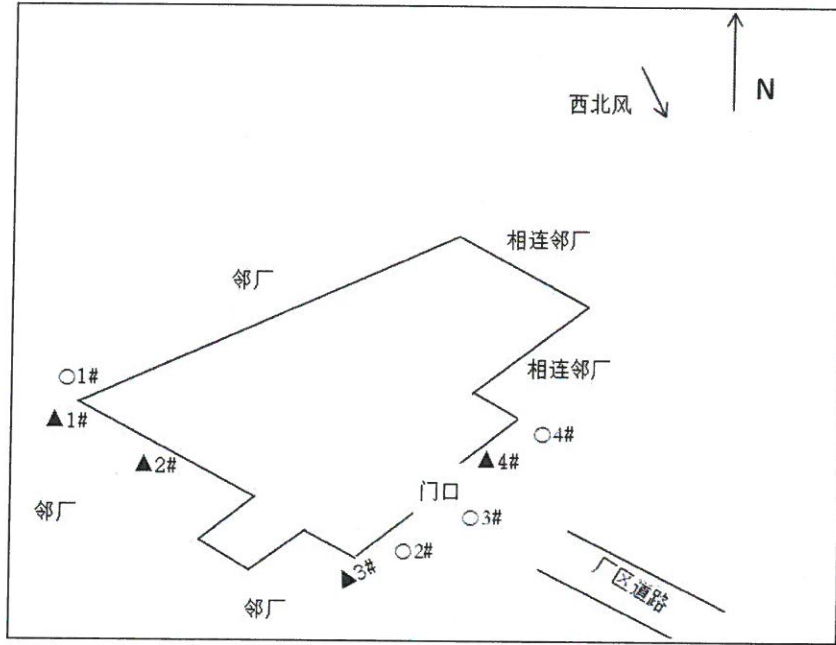 N
西北风
相连邻厂
邻厂
相连邻厂
○1#
▲1#
○4#
▲2#
▲4#
门口
邻厂
○3#
○2#
▲3#
厂区道路
邻厂